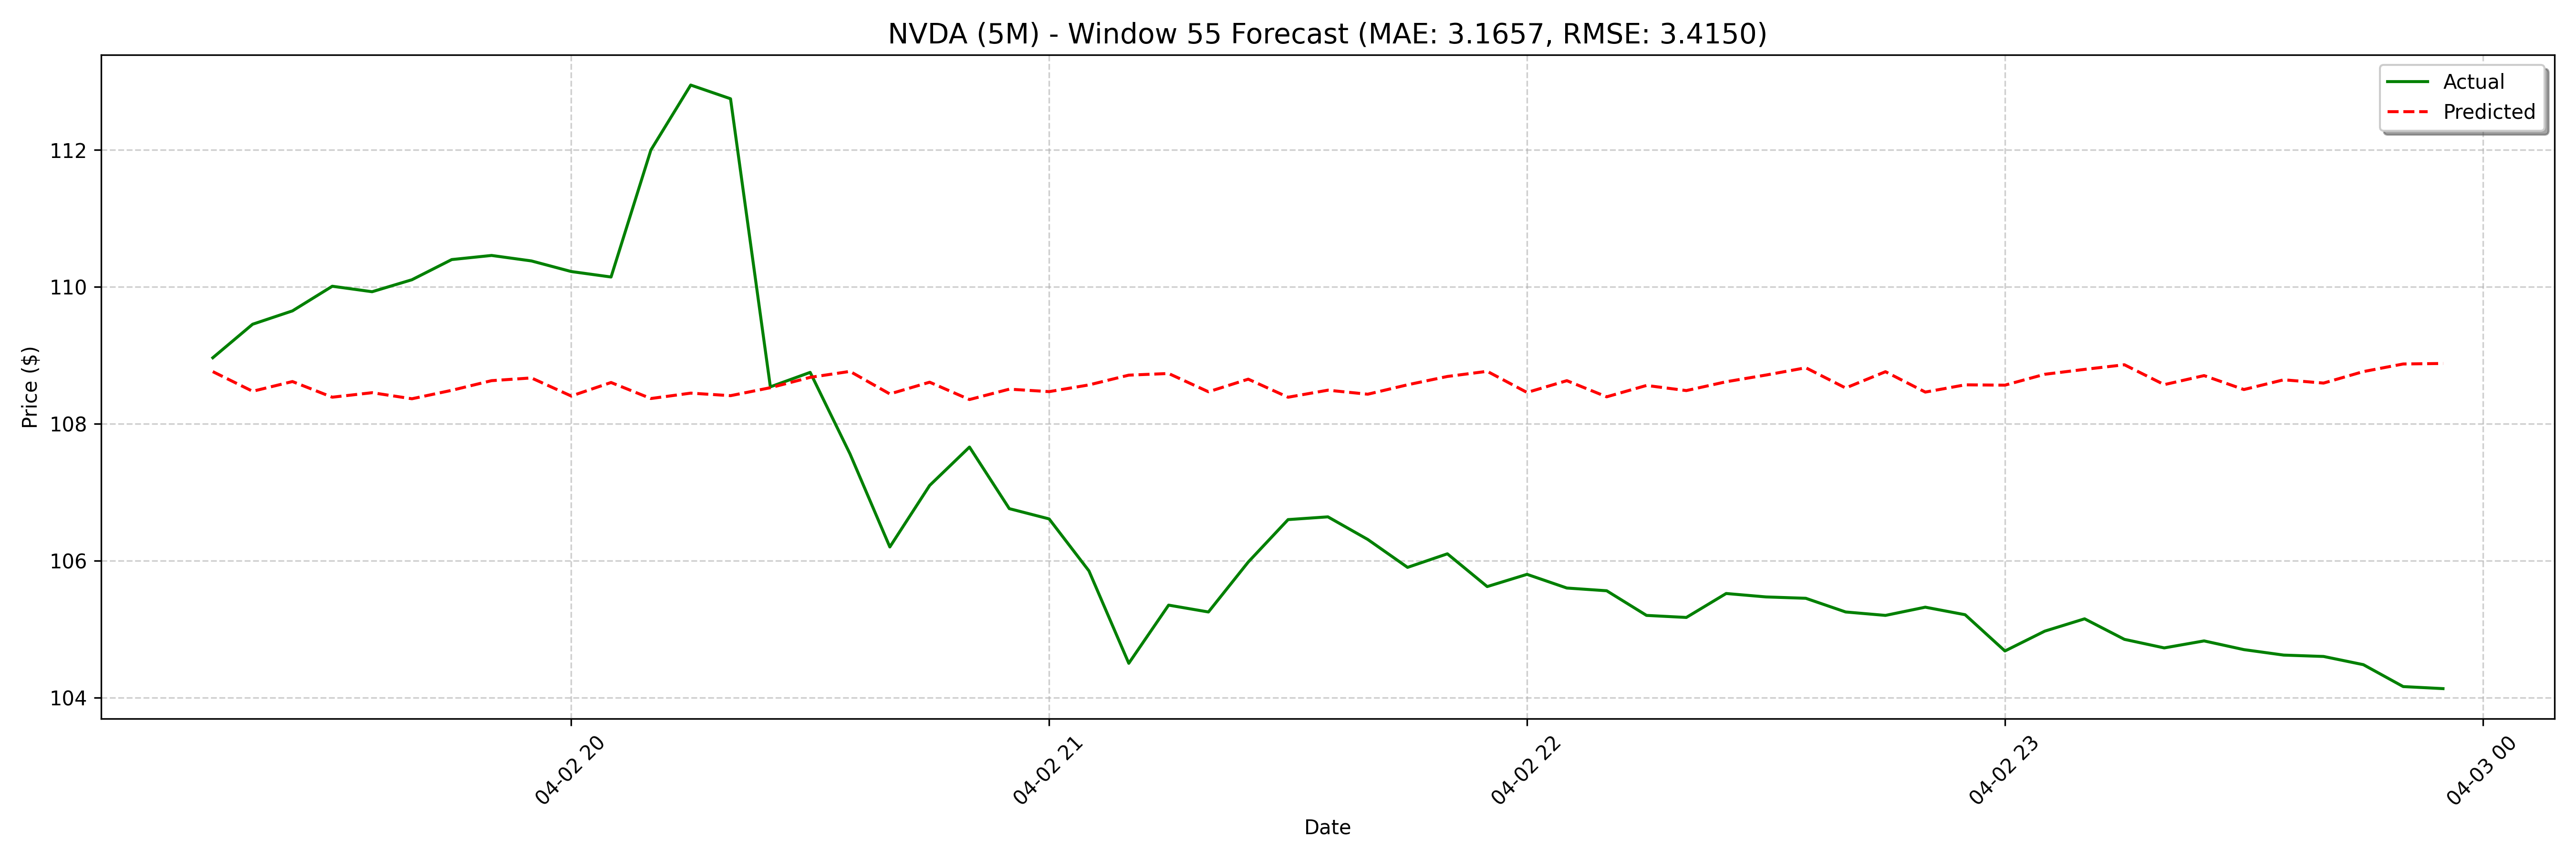 NVDA (5M) - Window 55 Forecast (MAE: 3.1657, RMSE: 3.4150)
Actual
Predicted
Price ($)
112
110
108
106
104
04-02 20
04-02 21
04-02 22
04-02 23
04-03 00
Date